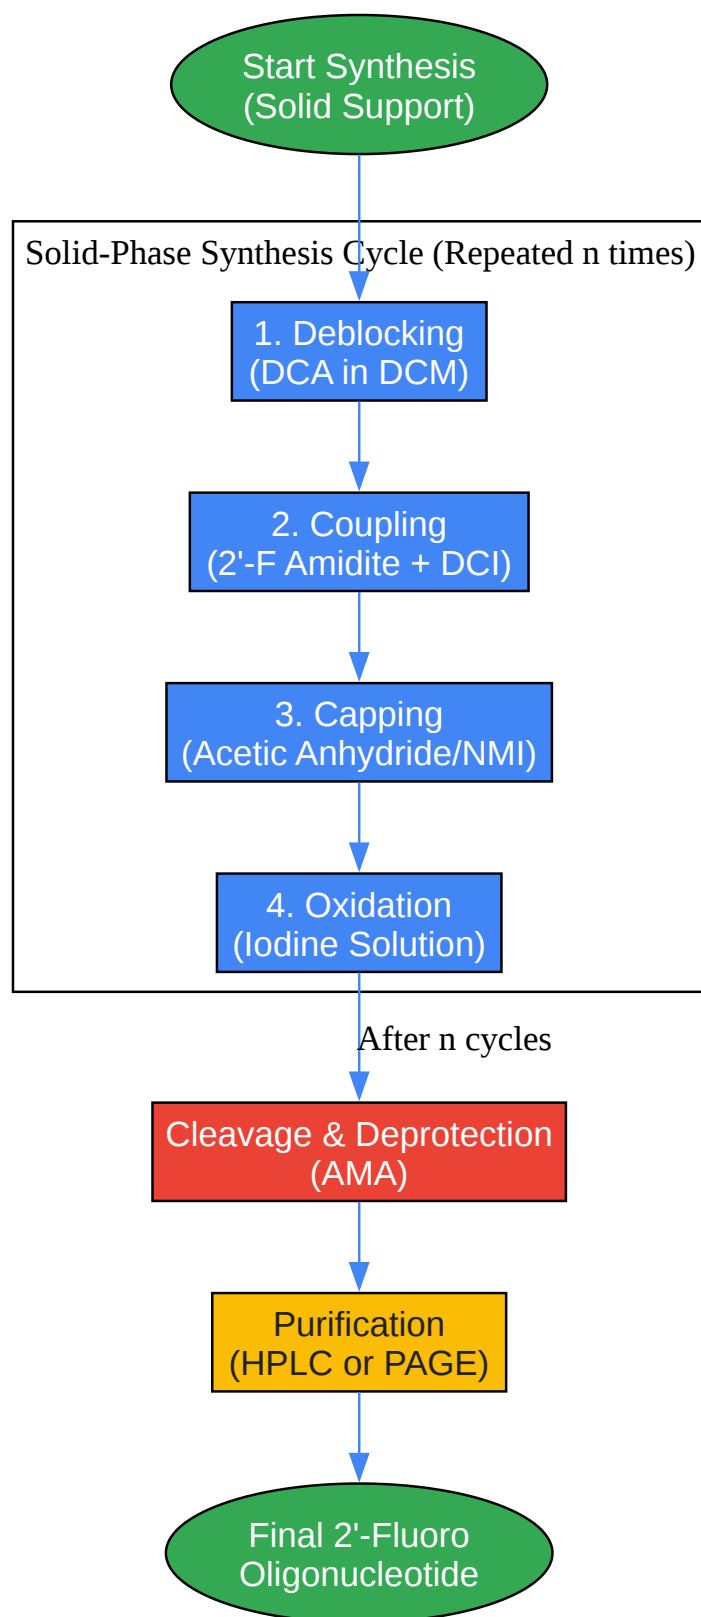 Start Synthesis
(Solid Support)
Solid-Phase Synthesis Cycle (Repeated n times)
1. Deblocking
(DCA in DCM)
2. Coupling
(2'-F Amidite + DCI)
3. Capping
(Acetic Anhydride/NMI)
4. Oxidation
(Iodine Solution)
After n cycles
Cleavage & Deprotection
(AMA)
Purification
(HPLC or PAGE)
Final 2'-Fluoro
Oligonucleotide